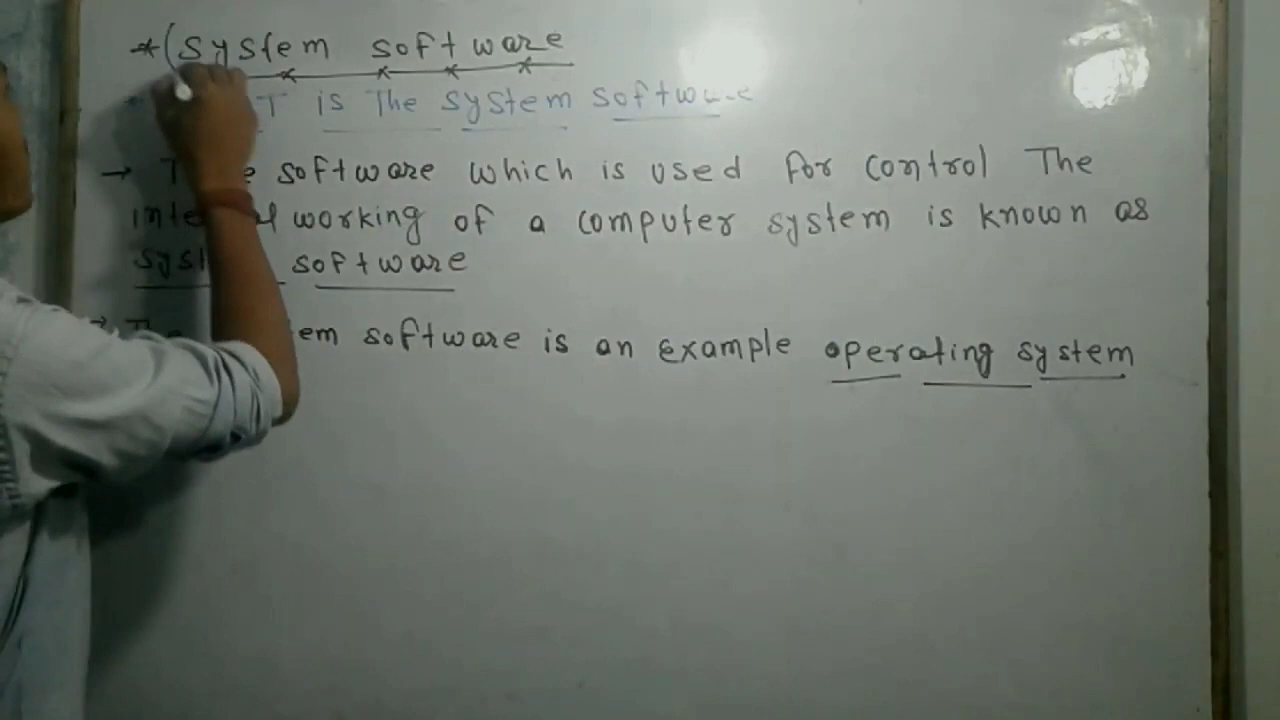 *(System software
is The system software
→ software which is used for control The
working of a computer system is known as
software
software is an example operating system